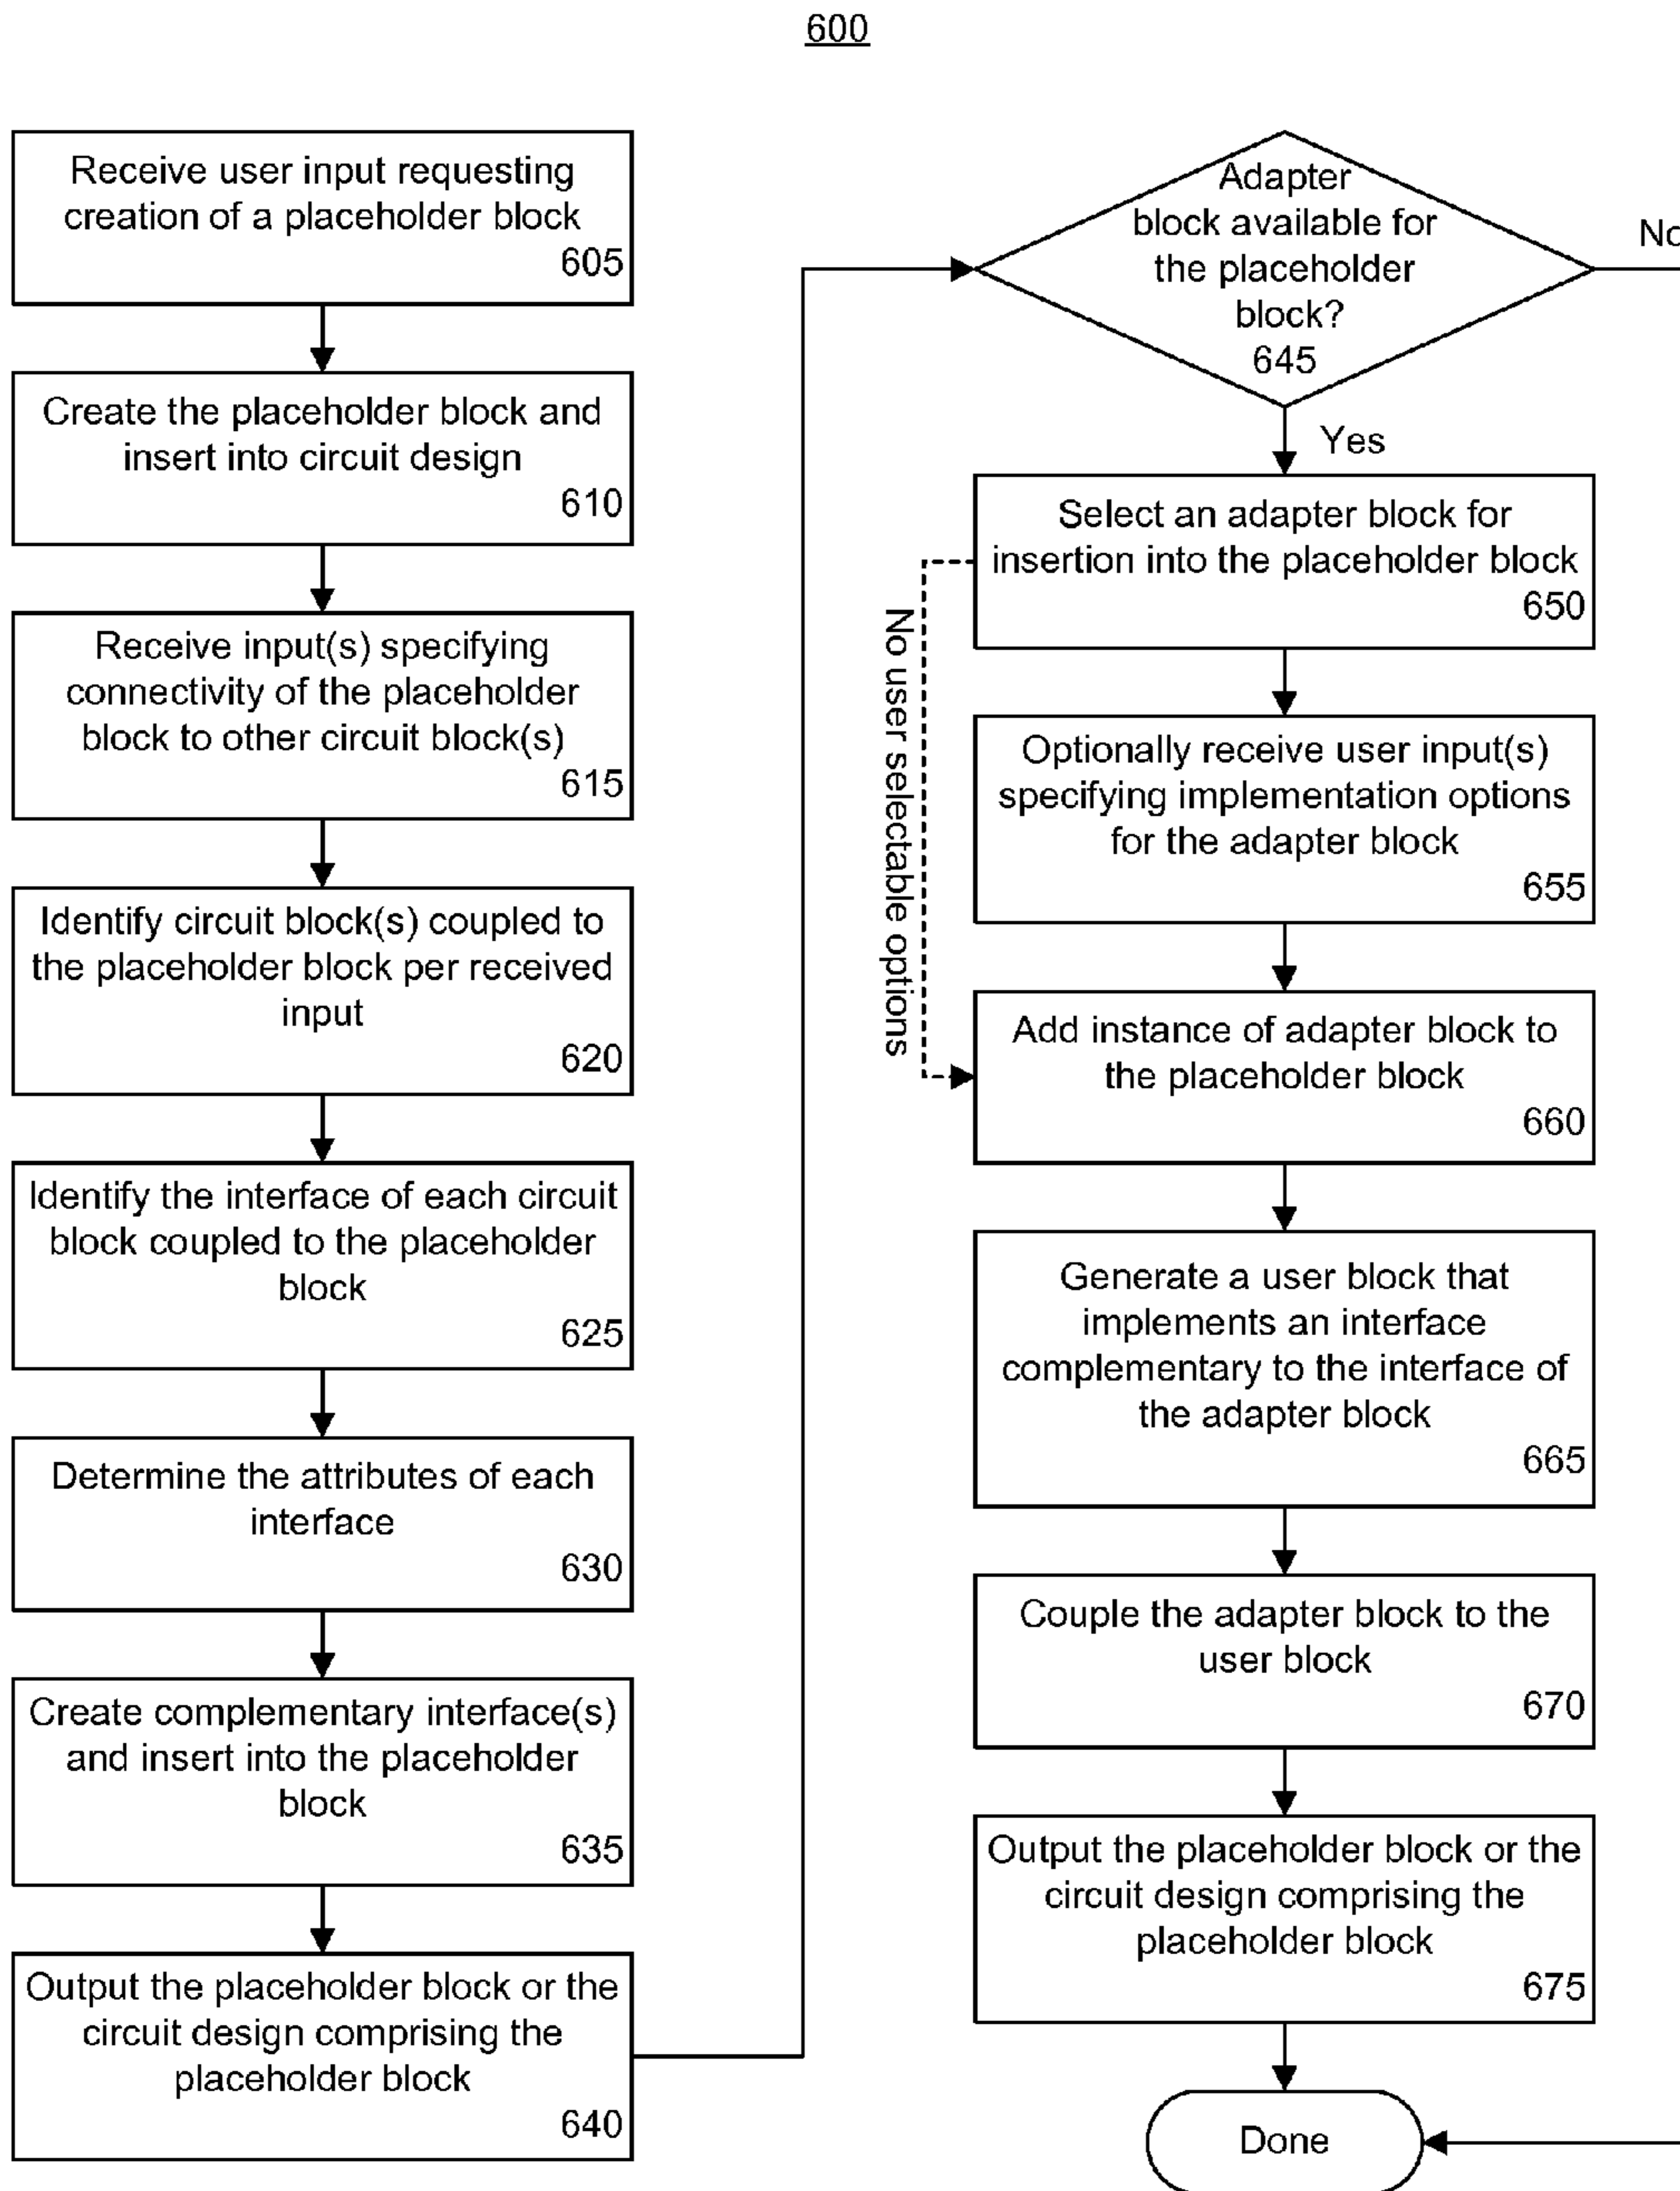 600
Receive user input requesting
creation of a placeholder block
605
Create the placeholder block and
insert into circuit design
610
Receive input(s) specifying
connectivity of the placeholder
block to other circuit block(s)
615
Identify circuit block(s) coupled to
the placeholder block per received
input
620
Identify the interface of each circuit
block coupled to the placeholder
block
625
Determine the attributes of each
interface
630
Create complementary interface(s)
and insert into the placeholder
block
635
Output the placeholder block or the
circuit design comprising the
placeholder block
640
Adapter
block available for
the placeholder
block?
645
No
Yes
Select an adapter block for
insertion into the placeholder block
650
No user selectable options
Optionally receive user input(s)
specifying implementation options
for the adapter block
655
Add instance of adapter block to
the placeholder block
660
Generate a user block that
implements an interface
complementary to the interface of
the adapter block
665
Couple the adapter block to the
user block
670
Output the placeholder block or the
circuit design comprising the
placeholder block
675
Done